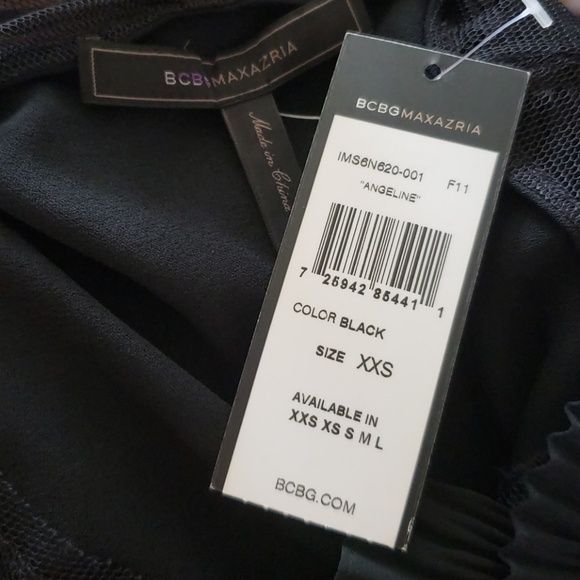 BCBGMAXAZRIA
Made in China
BCBGMAXAZRIA
IMS6N620-001 F11
"ANGELINE"
7 25942 85441 1
COLOR BLACK
SIZE XXS
AVAILABLE IN
XXS XS S M L
BCBG.COM